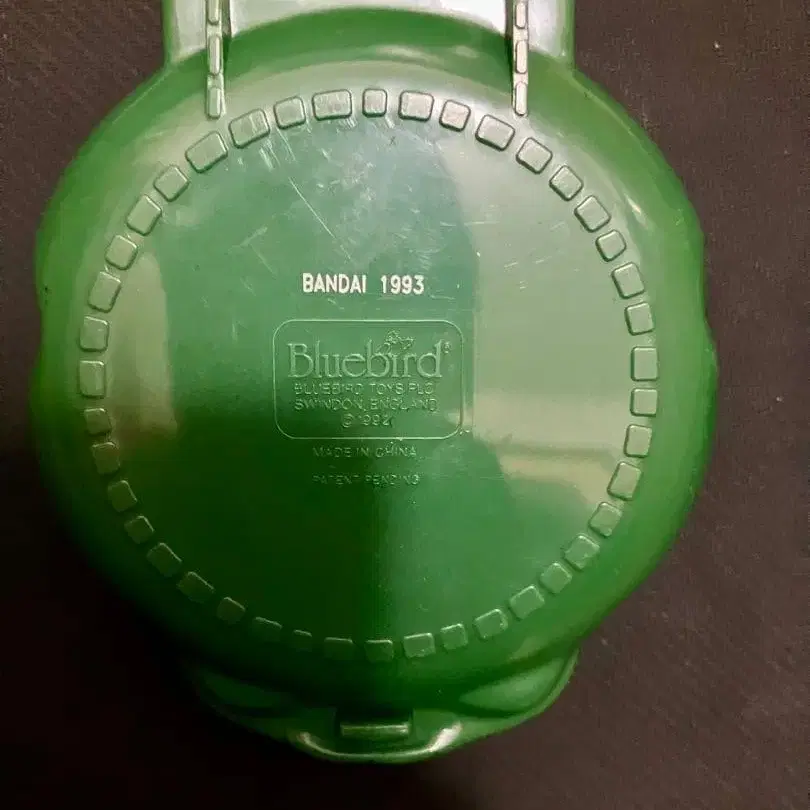 BANDAI 1993
Bluebird®
BLUEBIRD TOYS PLC
SWINDON, ENGLAND
© 1992
MADE IN CHINA
PATENT PENDING